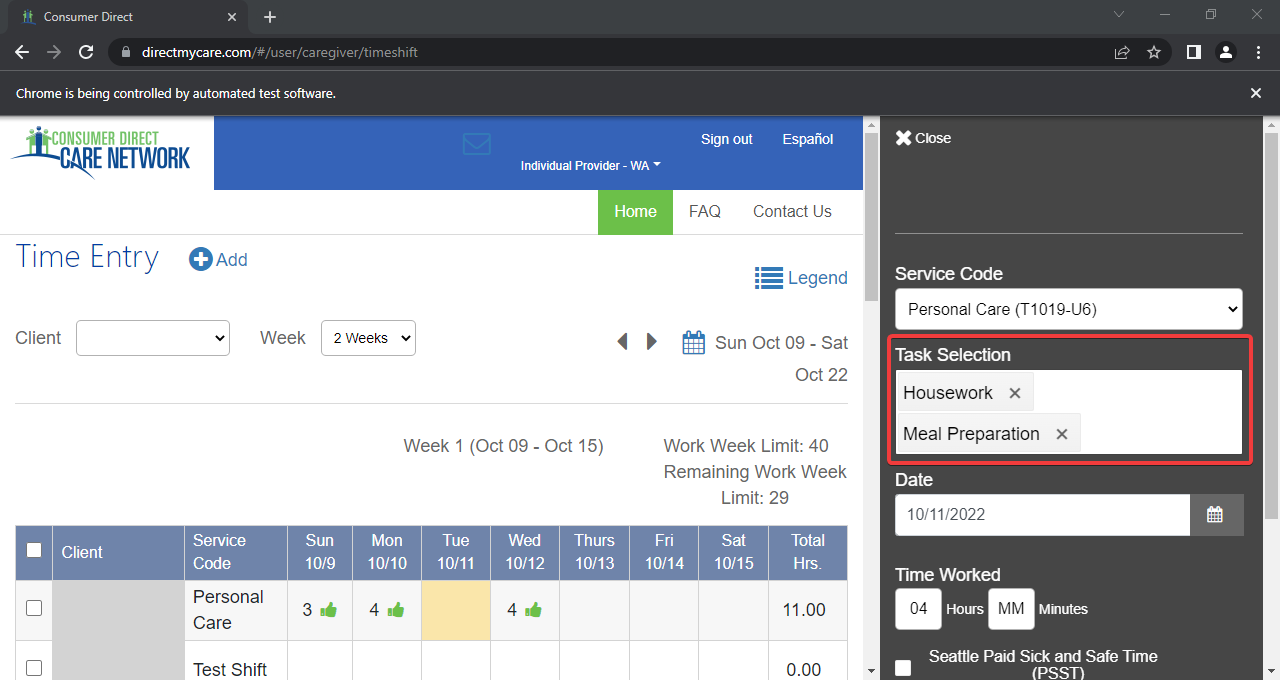 Consumer Direct
directmycare.com/#/user/caregiver/timeshift
Chrome is being controlled by automated test software.
CONSUMER DIRECT
CARE NETWORK
Sign out Español
Individual Provider - WA
Home FAQ Contact Us
Time Entry Add
Legend
Client Week 2 Weeks
Sun Oct 09 - Sat
Oct 22
Week 1 (Oct 09 - Oct 15)
Work Week Limit: 40
Remaining Work Week
Limit: 29
Client
Service
Code
Sun
10/9
Mon
10/10
Tue
10/11
Wed
10/12
Thurs
10/13
Fri
10/14
Sat
10/15
Total
Hrs.
Personal
Care
3 4 4 11.00
Test Shift 0.00
Close
Service Code
Personal Care (T1019-U6)
Task Selection
Housework ×
Meal Preparation ×
Date
10/11/2022
Time Worked
04 Hours MM Minutes
Seattle Paid Sick and Safe Time
(PSST)